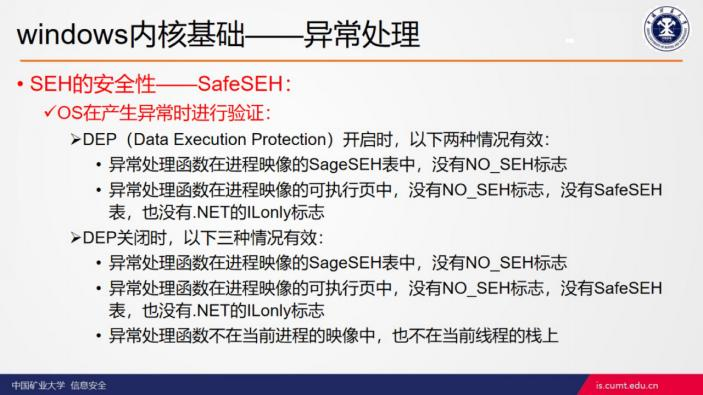 windows内核基础——异常处理
• SEH的安全性——SafeSEH：
✓OS在产生异常时进行验证：
➢DEP（Data Execution Protection）开启时，以下两种情况有效：
• 异常处理函数在进程映像的SageSEH表中，没有NO_SEH标志
• 异常处理函数在进程映像的可执行页中，没有NO_SEH标志，没有SafeSEH
表，也没有.NET的ILonly标志
➢DEP关闭时，以下三种情况有效：
• 异常处理函数在进程映像的SageSEH表中，没有NO_SEH标志
• 异常处理函数在进程映像的可执行页中，没有NO_SEH标志，没有SafeSEH
表，也没有.NET的ILonly标志
• 异常处理函数不在当前进程的映像中，也不在当前线程的栈上
中国矿业大学 信息安全
is.cumt.edu.cn